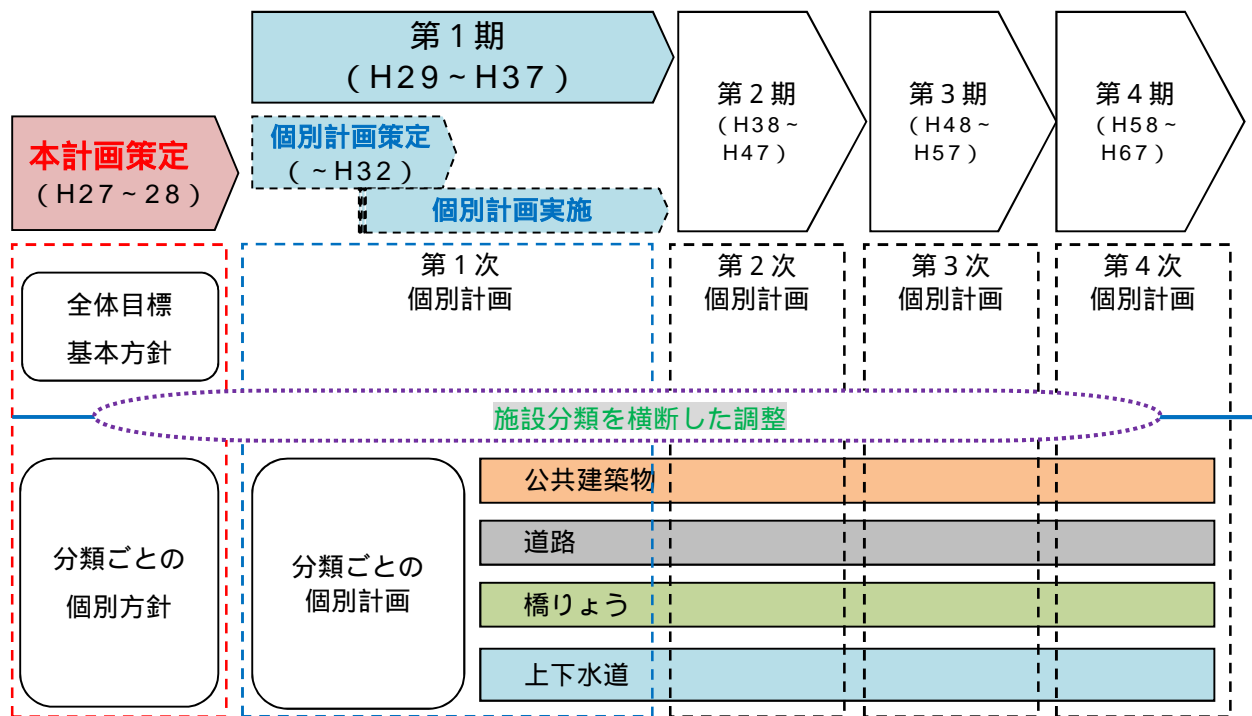 第１期
（H29～H37）
第２期
（H38～
H47）
第３期
（H48～
H57）
第４期
（H58～
H67）
本計画策定
（H27～28）
個別計画策定
（～H32）
個別計画実施
全体目標
基本方針
第１次
個別計画
第２次
個別計画
第３次
個別計画
第４次
個別計画
施設分類を横断した調整
分類ごとの
個別方針
分類ごとの
個別計画
公共建築物
道路
橋りょう
上下水道